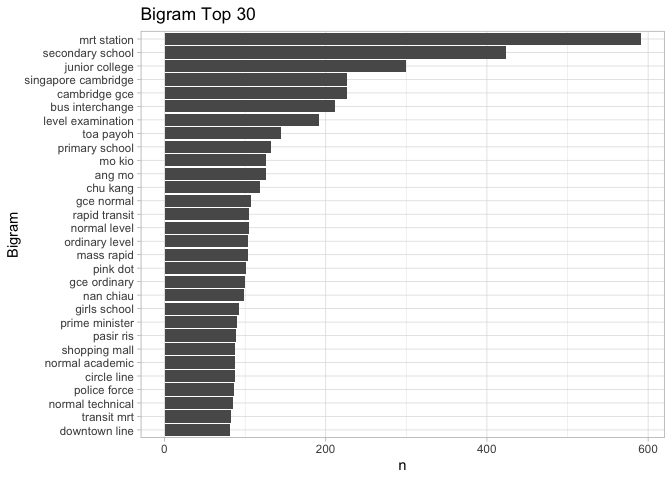 Bigram Top 30
mrt station
secondary school
junior college
singapore cambridge
cambridge gce
bus interchange
level examination
toa payoh
primary school
mo kio
ang mo
chu kang
gce normal
rapid transit
normal level
ordinary level
mass rapid
pink dot
gce ordinary
nan chiau
girls school
prime minister
pasir ris
shopping mall
normal academic
circle line
police force
normal technical
transit mrt
downtown line
Bigram
0 200 400 600
n